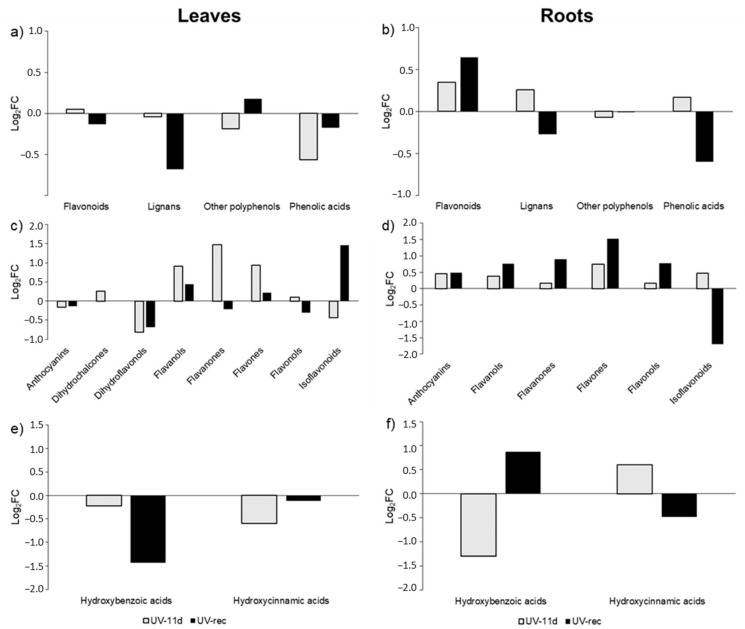 Leaves
Roots
a)
1.0
0.5
0.0
−0.5
Log₂FC
Flavonoids Lignans Other polyphenols Phenolic acids
b)
1.0
0.5
0.0
−0.5
−1.0
Log₂FC
Flavonoids Lignans Other polyphenols Phenolic acids
c)
2.0
1.5
1.0
0.5
0.0
−0.5
−1.0
Log₂FC
Anthocyanins
Dihydrochalcones
Dihydroflavonols
Flavanols
Flavanones
Flavones
Flavonols
Isoflavonoids
d)
2.0
1.5
1.0
0.5
0.0
−0.5
−1.0
−1.5
−2.0
Log₂FC
Anthocyanins
Flavanols
Flavanones
Flavones
Flavonols
Isoflavonoids
e)
1.5
1.0
0.5
0.0
−0.5
−1.0
−1.5
−2.0
Log₂FC
Hydroxybenzoic acids Hydroxycinnamic acids
UV-11d UV-rec
f)
1.5
1.0
0.5
0.0
−0.5
−1.0
−1.5
−2.0
Log₂FC
Hydroxybenzoic acids Hydroxycinnamic acids
UV-11d UV-rec